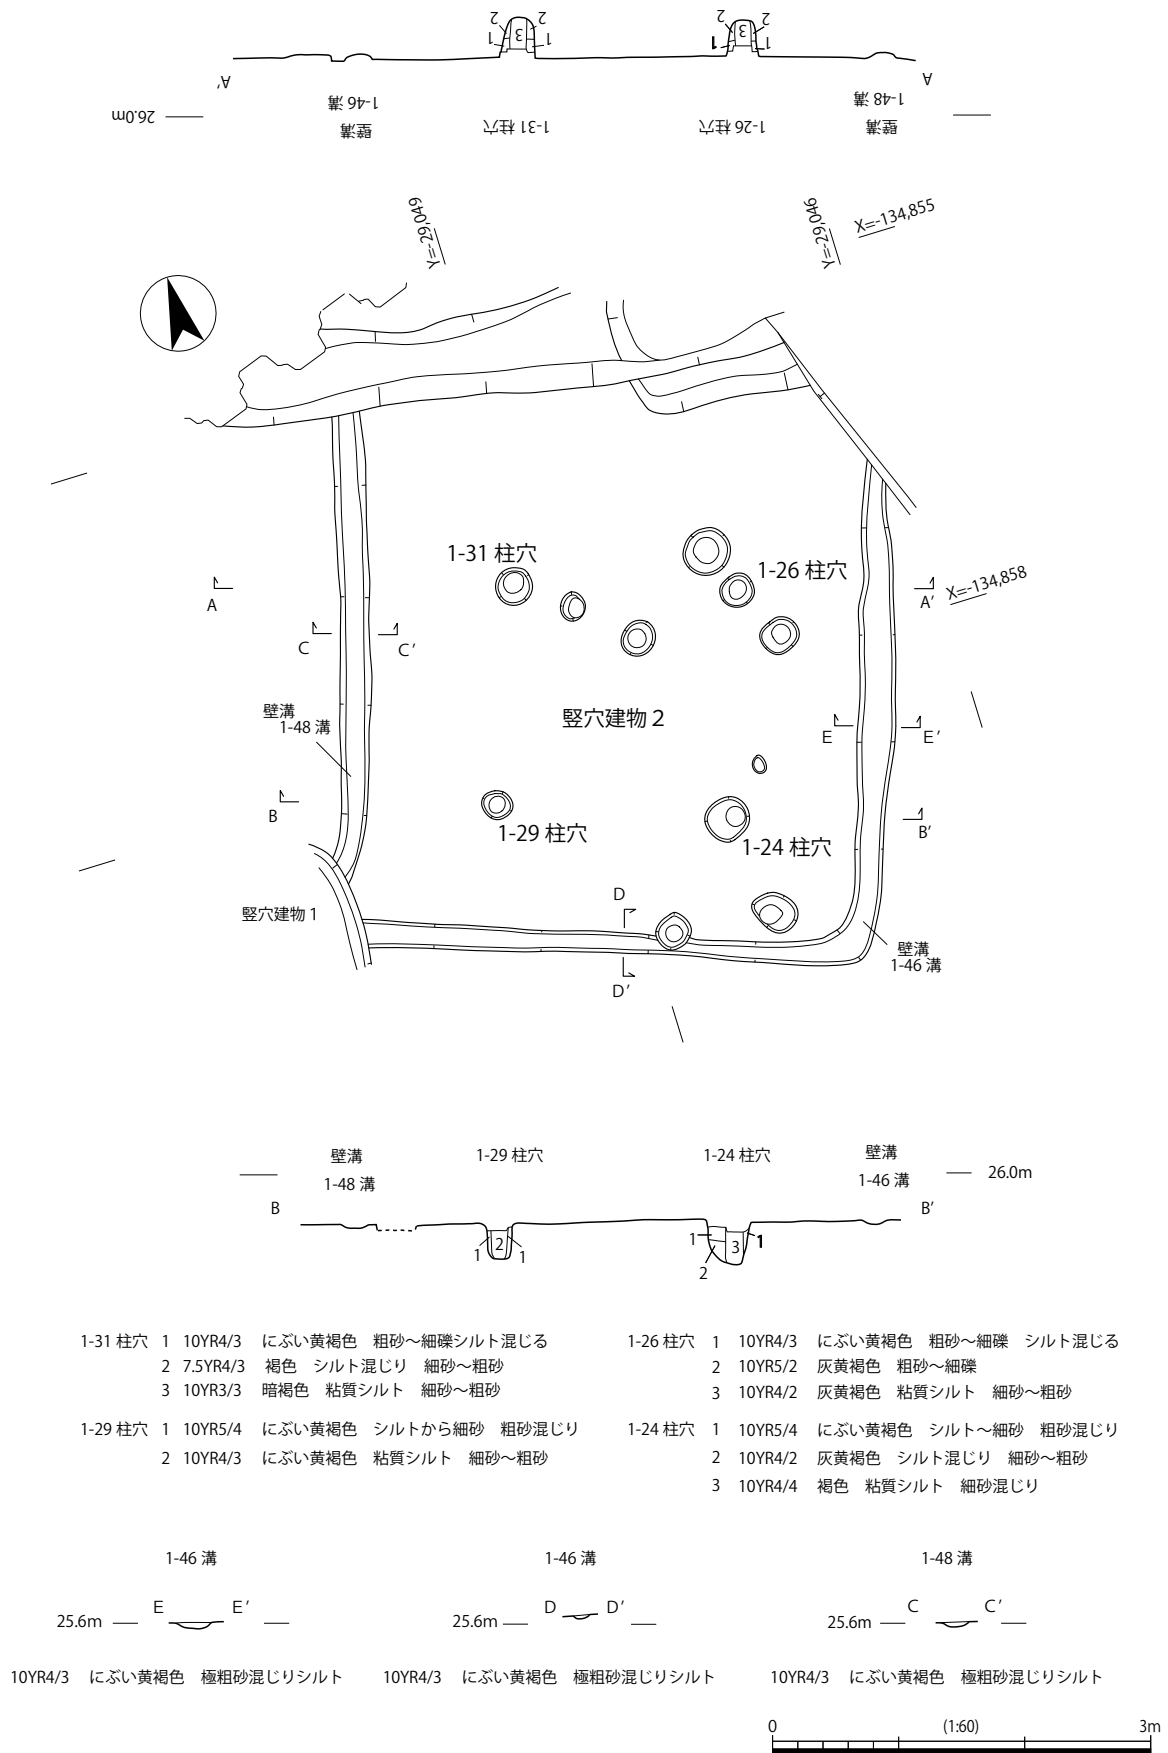 2 3 2
1 1
2 3 2
1 1
A'
A
26.0m
1-46 溝
壁溝
1-31 柱穴
1-26 柱穴
1-48 溝
壁溝
Y=-29,049
Y=-29,046
X=-134,855
1-31 柱穴
1-26 柱穴
A
A'
X=-134,858
C
C'
壁溝
1-48 溝
竪穴建物 2
E
E'
B
B'
1-29 柱穴
1-24 柱穴
竪穴建物 1
D
D'
壁溝
1-46 溝
壁溝
1-48 溝
1-29 柱穴
1-24 柱穴
壁溝
1-46 溝
26.0m
B
B'
1 2 1
1 2 3 1
1-31 柱穴 1 10YR4/3 にぶい黄褐色 粗砂～細礫シルト混じる
2 7.5YR4/3 褐色 シルト混じり 細砂～粗砂
3 10YR3/3 暗褐色 粘質シルト 細砂～粗砂
1-29 柱穴 1 10YR5/4 にぶい黄褐色 シルトから細砂 粗砂混じり
2 10YR4/3 にぶい黄褐色 粘質シルト 細砂～粗砂
1-26 柱穴 1 10YR4/3 にぶい黄褐色 粗砂～細礫 シルト混じる
2 10YR5/2 灰黄褐色 粗砂～細礫
3 10YR4/2 灰黄褐色 粘質シルト 細砂～粗砂
1-24 柱穴 1 10YR5/4 にぶい黄褐色 シルト～細砂 粗砂混じり
2 10YR4/2 灰黄褐色 シルト混じり 細砂～粗砂
3 10YR4/4 褐色 粘質シルト 細砂混じり
1-46 溝
E E'
25.6m
10YR4/3 にぶい黄褐色 極粗砂混じりシルト
1-46 溝
D D'
25.6m
10YR4/3 にぶい黄褐色 極粗砂混じりシルト
1-48 溝
C C'
25.6m
10YR4/3 にぶい黄褐色 極粗砂混じりシルト
0 (1:60) 3m